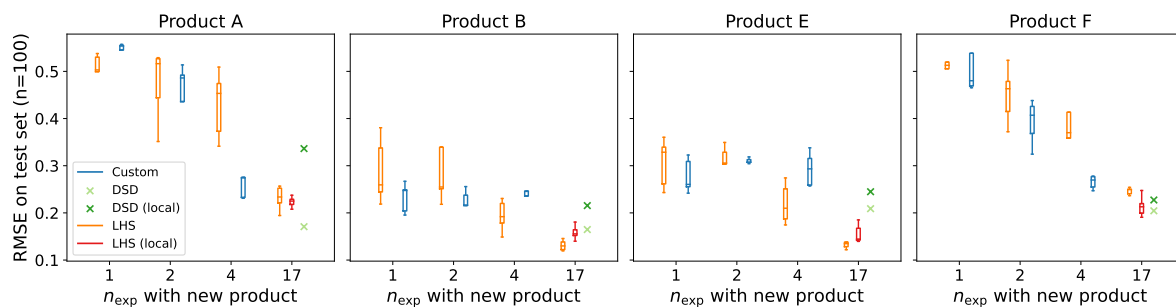 Product A
Product B
Product E
Product F
RMSE on test set (n=100)
0.5
0.4
0.3
0.2
0.1
Custom
DSD
DSD (local)
LHS
LHS (local)
1 2 4 17
1 2 4 17
1 2 4 17
1 2 4 17
n_exp with new product
n_exp with new product
n_exp with new product
n_exp with new product